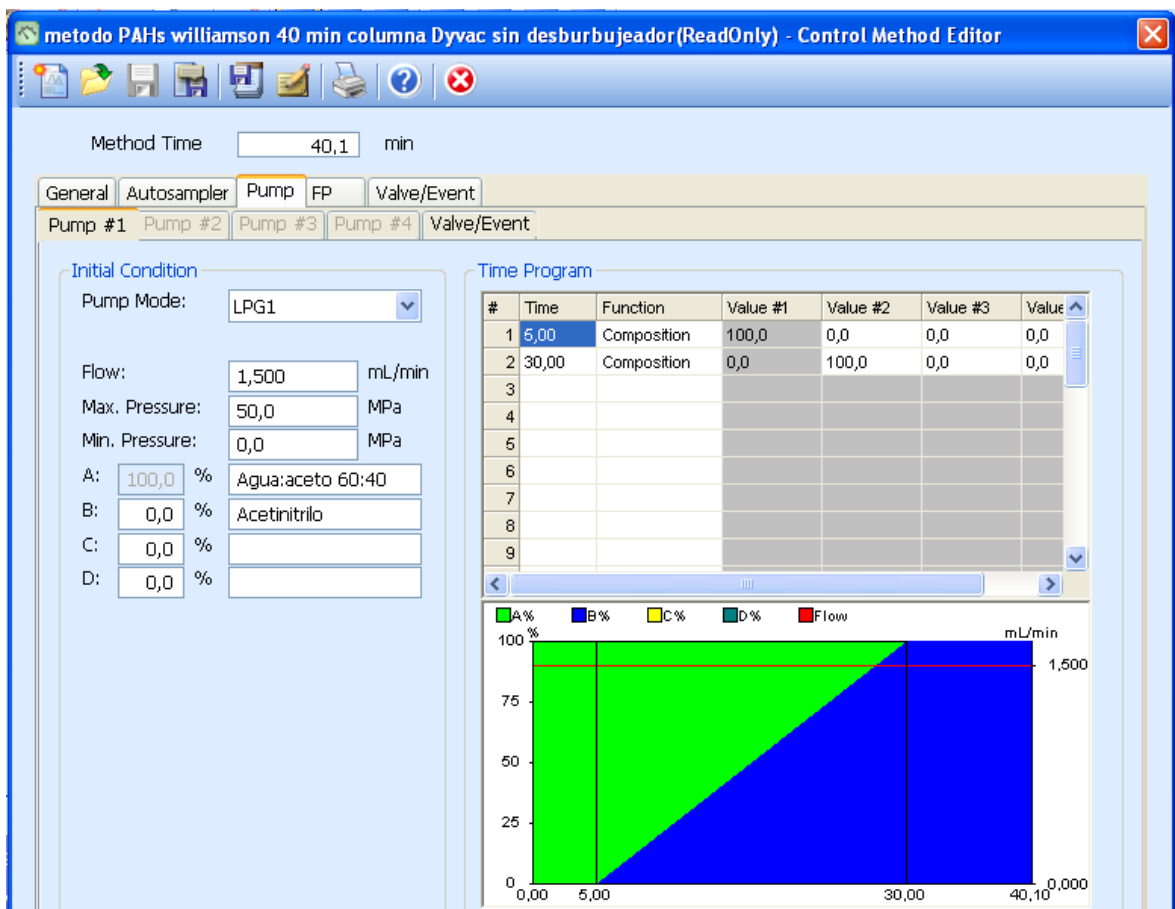 metodo PAHs williamson 40 min columna Dyvac sin desburbujeador(ReadOnly) - Control Method Editor
Method Time 40,1 min
General Autosampler Pump FP Valve/Event
Pump #1 Pump #2 Pump #3 Pump #4 Valve/Event
Initial Condition
Pump Mode: LPG1
Flow: 1,500 mL/min
Max. Pressure: 50,0 MPa
Min. Pressure: 0,0 MPa
A: 100,0 % Agua:aceto 60:40
B: 0,0 % Acetinitrilo
C: 0,0 %
D: 0,0 %
Time Program
# Time Function Value #1 Value #2 Value #3 Value
1 5,00 Composition 100,0 0,0 0,0 0,0
2 30,00 Composition 0,0 100,0 0,0 0,0
3
4
5
6
7
8
9
A% B% C% D% Flow
% mL/min
100
1,500
75
50
25
0 0,000
0,00 5,00 30,00 40,10